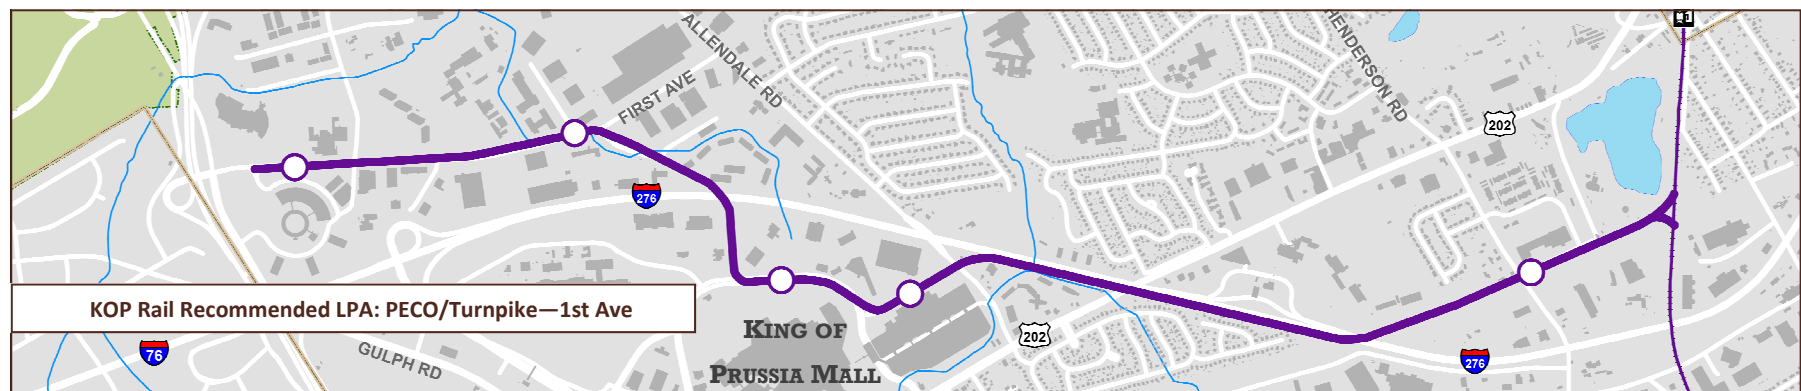 ALLENDALE RD
HENDERSON RD
FIRST AVE
202
276
KOP Rail Recommended LPA: PECO/Turnpike—1st Ave
KING OF
PRUSSIA MALL
202
76
GULPH RD
276